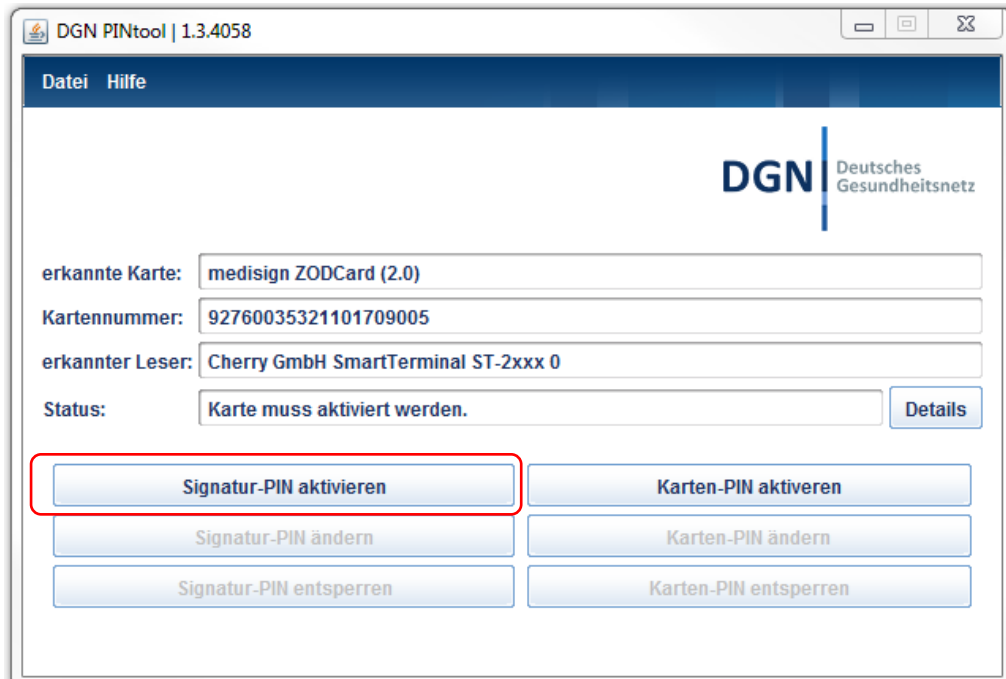 DGN PINtool | 1.3.4058
Datei Hilfe
DGN Deutsches
Gesundheitsnetz
erkannte Karte: medisign ZODCard (2.0)
Kartennummer: 92760035321101709005
erkannter Leser: Cherry GmbH SmartTerminal ST-2xxx 0
Status: Karte muss aktiviert werden. Details
Signatur-PIN aktivieren Karten-PIN aktiveren
Signatur-PIN ändern Karten-PIN ändern
Signatur-PIN entsperren Karten-PIN entsperren